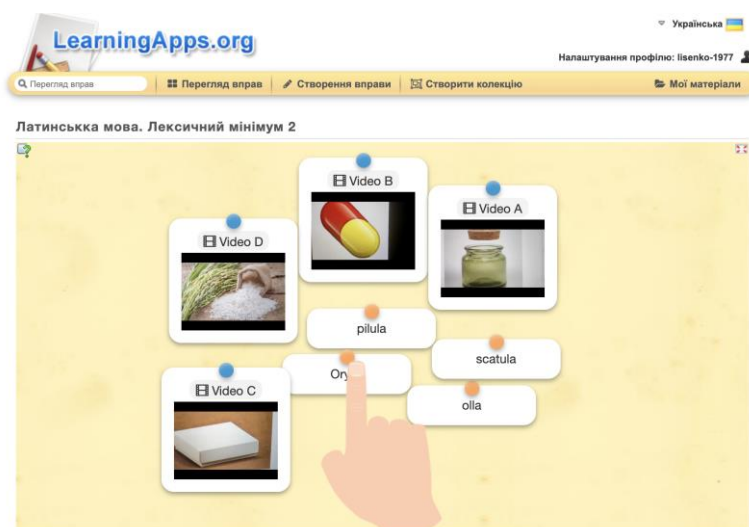 Українська
LearningApps.org
Налаштування профілю: lisenko-1977
Перегляд вправ
Перегляд вправ
Створення вправи
Створити колекцію
Мої матеріали
Латинськка мова. Лексичний мінімум 2
Video B
Video A
Video D
pilula
scatula
Video C
olla